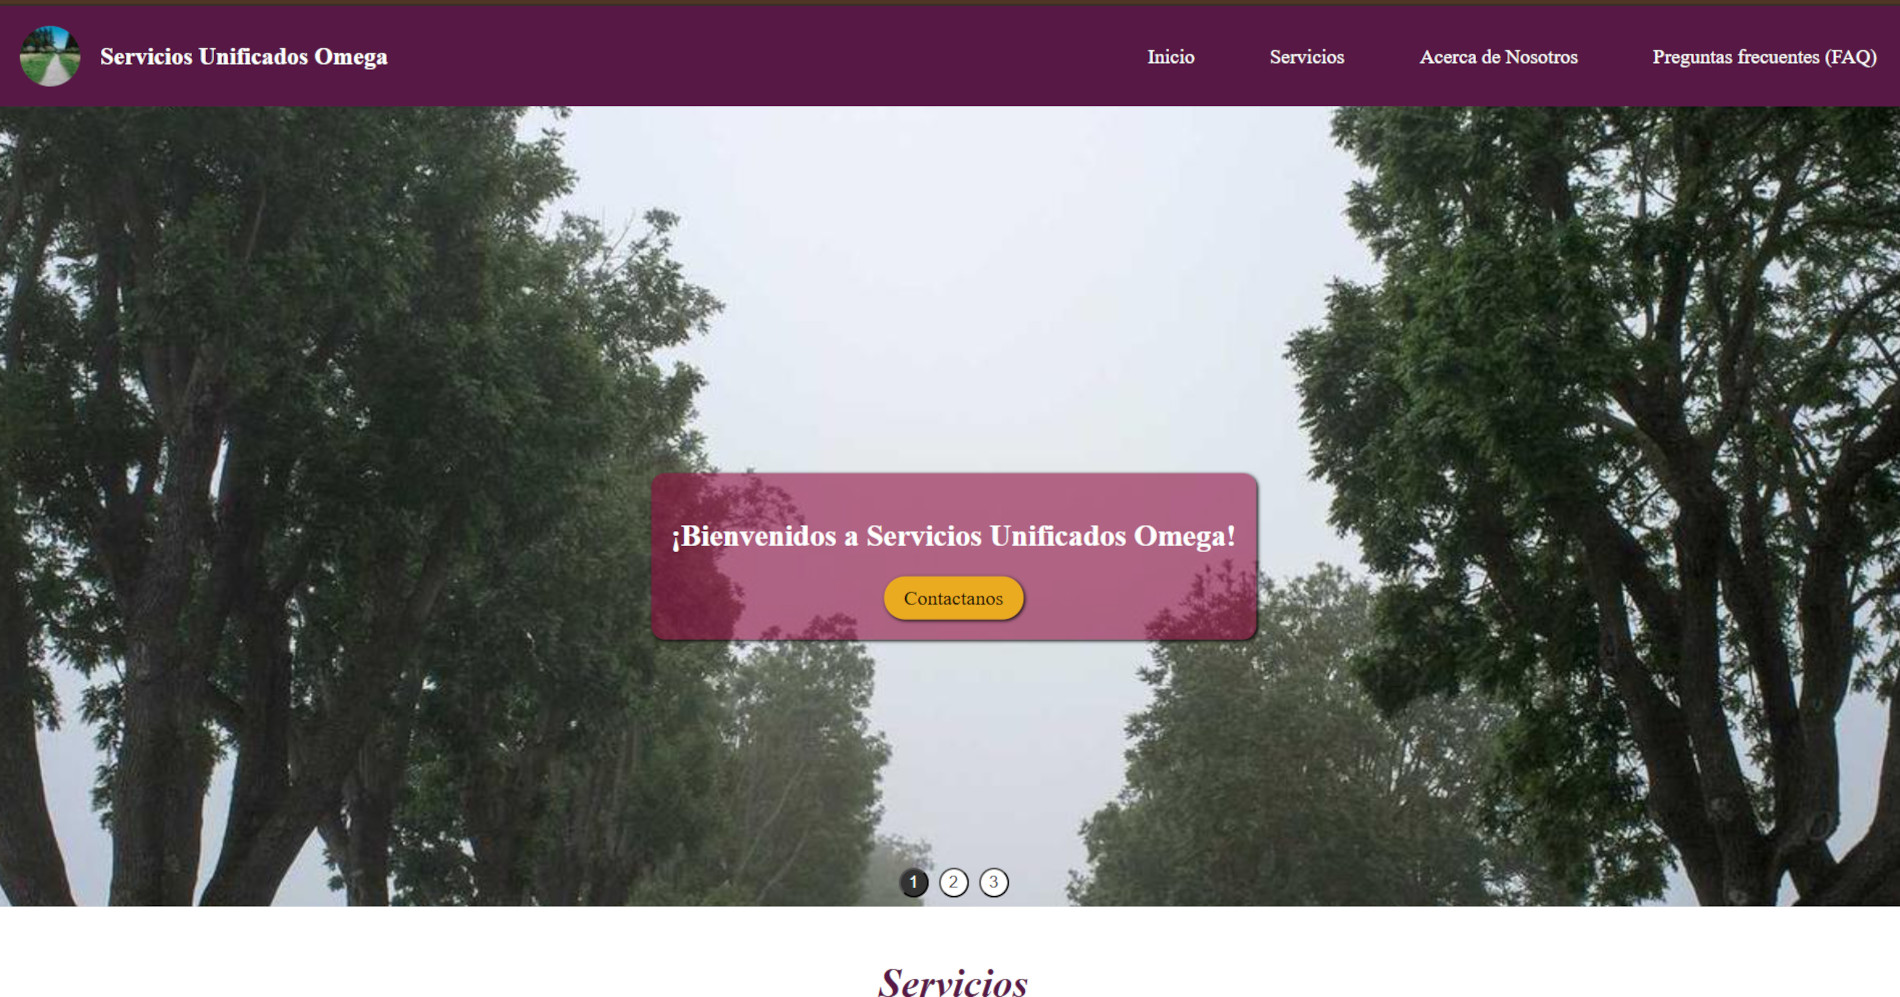 Servicios Unificados Omega
Inicio
Servicios
Acerca de Nosotros
Preguntas frecuentes (FAQ)
¡Bienvenidos a Servicios Unificados Omega!
Contactanos
1
2
3
Servicios